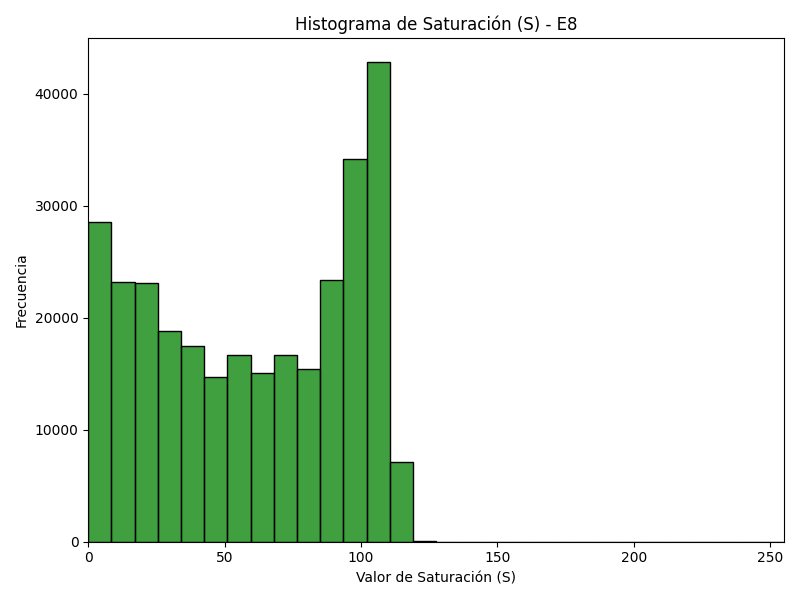 Histograma de Saturación (S) - E8
Frecuencia
40000
30000
20000
10000
0
0 50 100 150 200 250
Valor de Saturación (S)